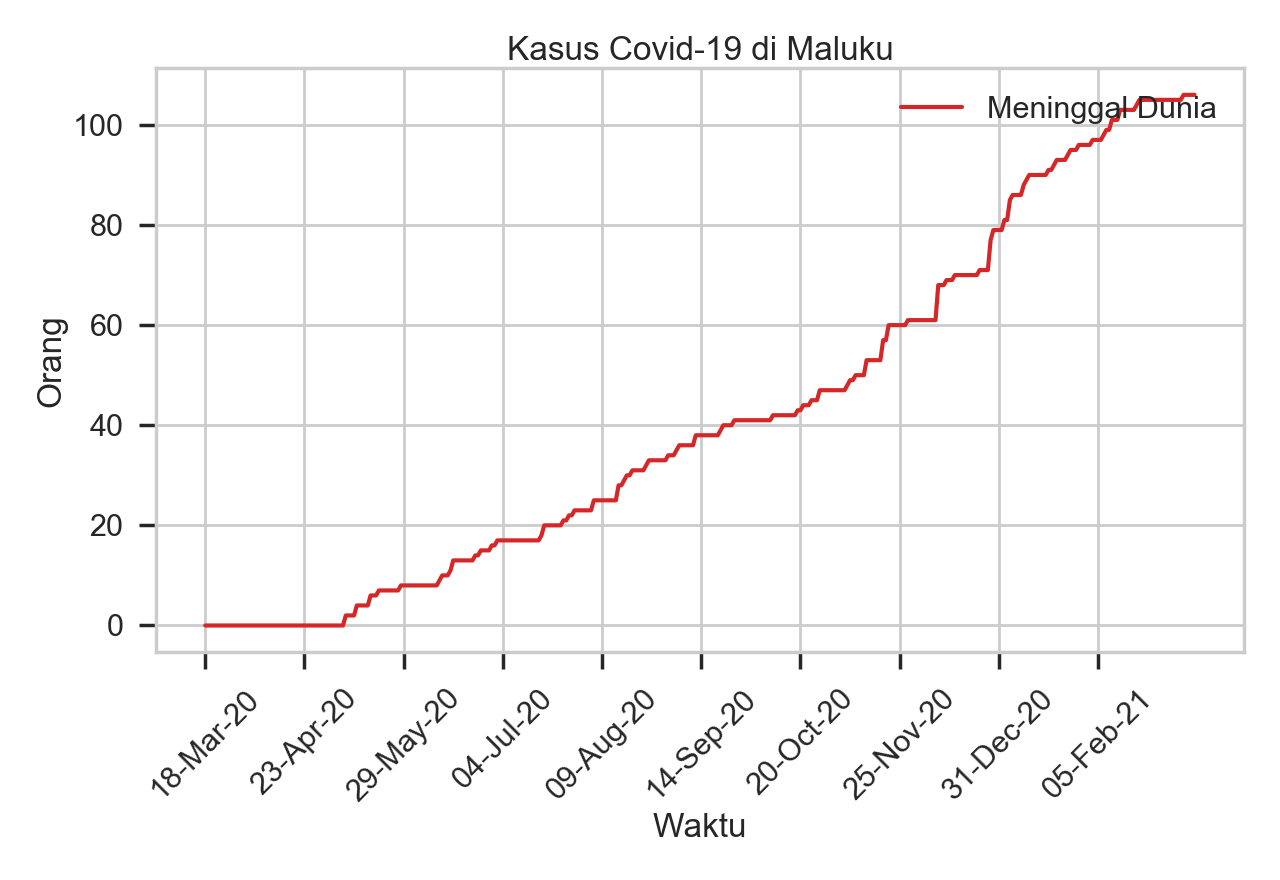 Kasus Covid-19 di Maluku
Meninggal Dunia
Orang
100
80
60
40
20
0
18-Mar-20
23-Apr-20
29-May-20
04-Jul-20
09-Aug-20
14-Sep-20
20-Oct-20
25-Nov-20
31-Dec-20
05-Feb-21
Waktu